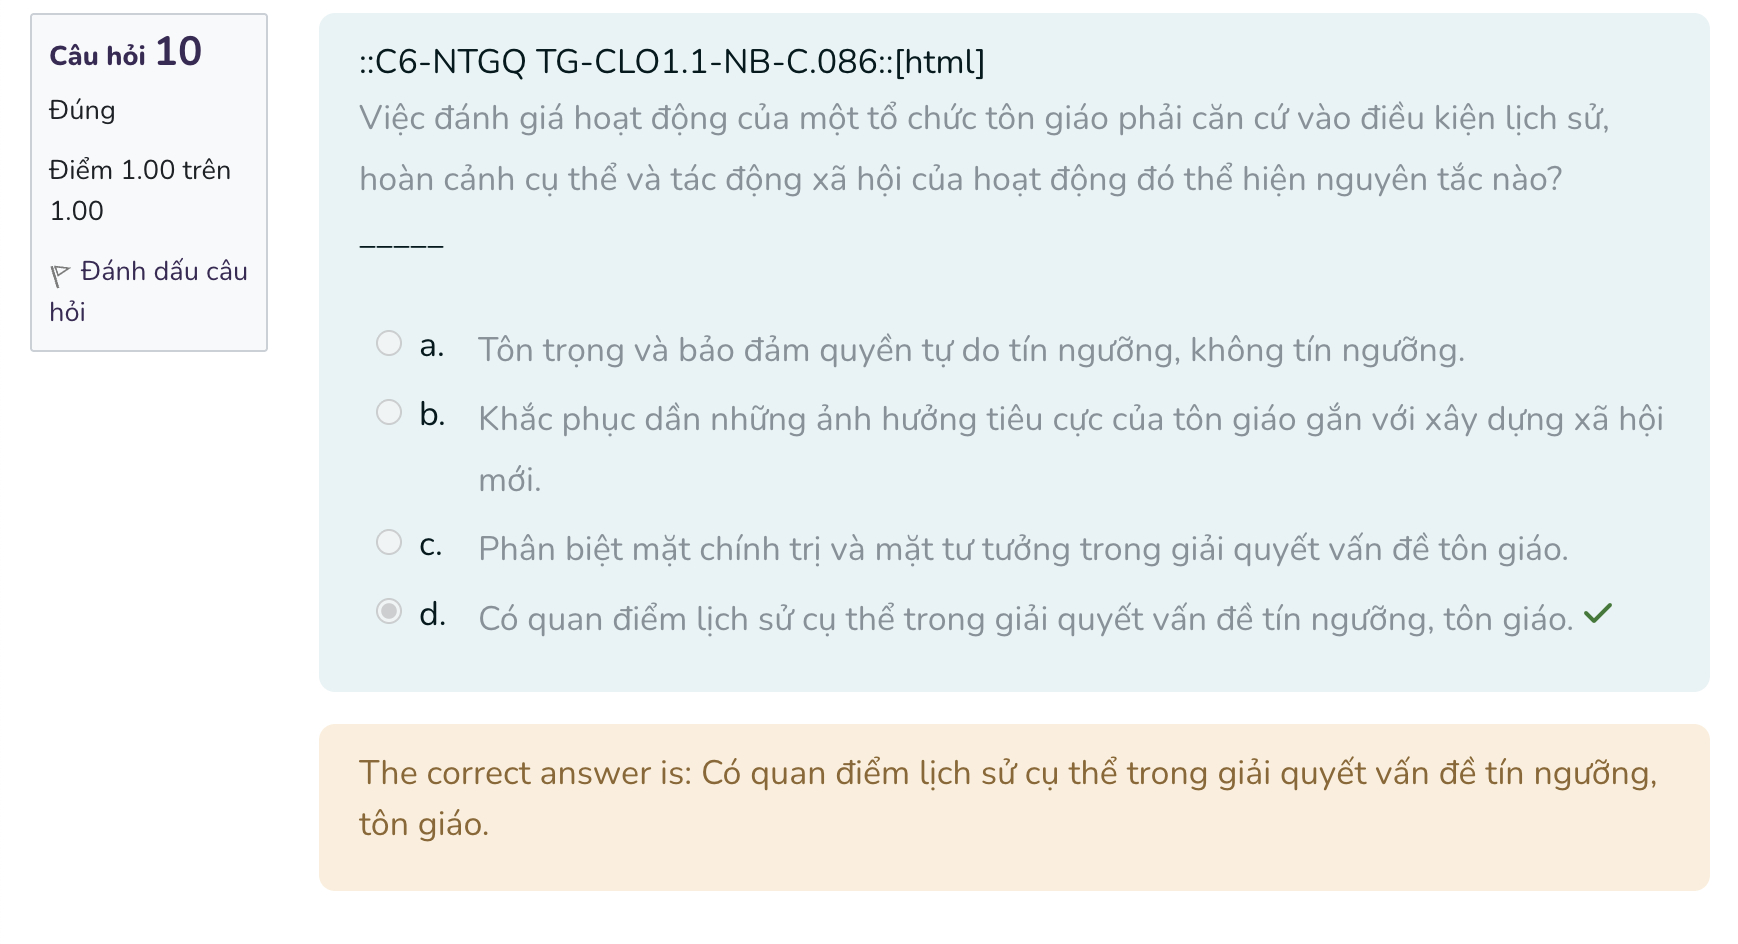 Câu hỏi 10
Đúng
Điểm 1.00 trên
1.00
Đánh dấu câu
hỏi
::C6-NTGQ TG-CLO1.1-NB-C.086::[html]
Việc đánh giá hoạt động của một tổ chức tôn giáo phải căn cứ vào điều kiện lịch sử,
hoàn cảnh cụ thể và tác động xã hội của hoạt động đó thể hiện nguyên tắc nào?
_____
a. Tôn trọng và bảo đảm quyền tự do tín ngưỡng, không tín ngưỡng.
b. Khắc phục dần những ảnh hưởng tiêu cực của tôn giáo gắn với xây dựng xã hội
mới.
c. Phân biệt mặt chính trị và mặt tư tưởng trong giải quyết vấn đề tôn giáo.
d. Có quan điểm lịch sử cụ thể trong giải quyết vấn đề tín ngưỡng, tôn giáo.
The correct answer is: Có quan điểm lịch sử cụ thể trong giải quyết vấn đề tín ngưỡng,
tôn giáo.